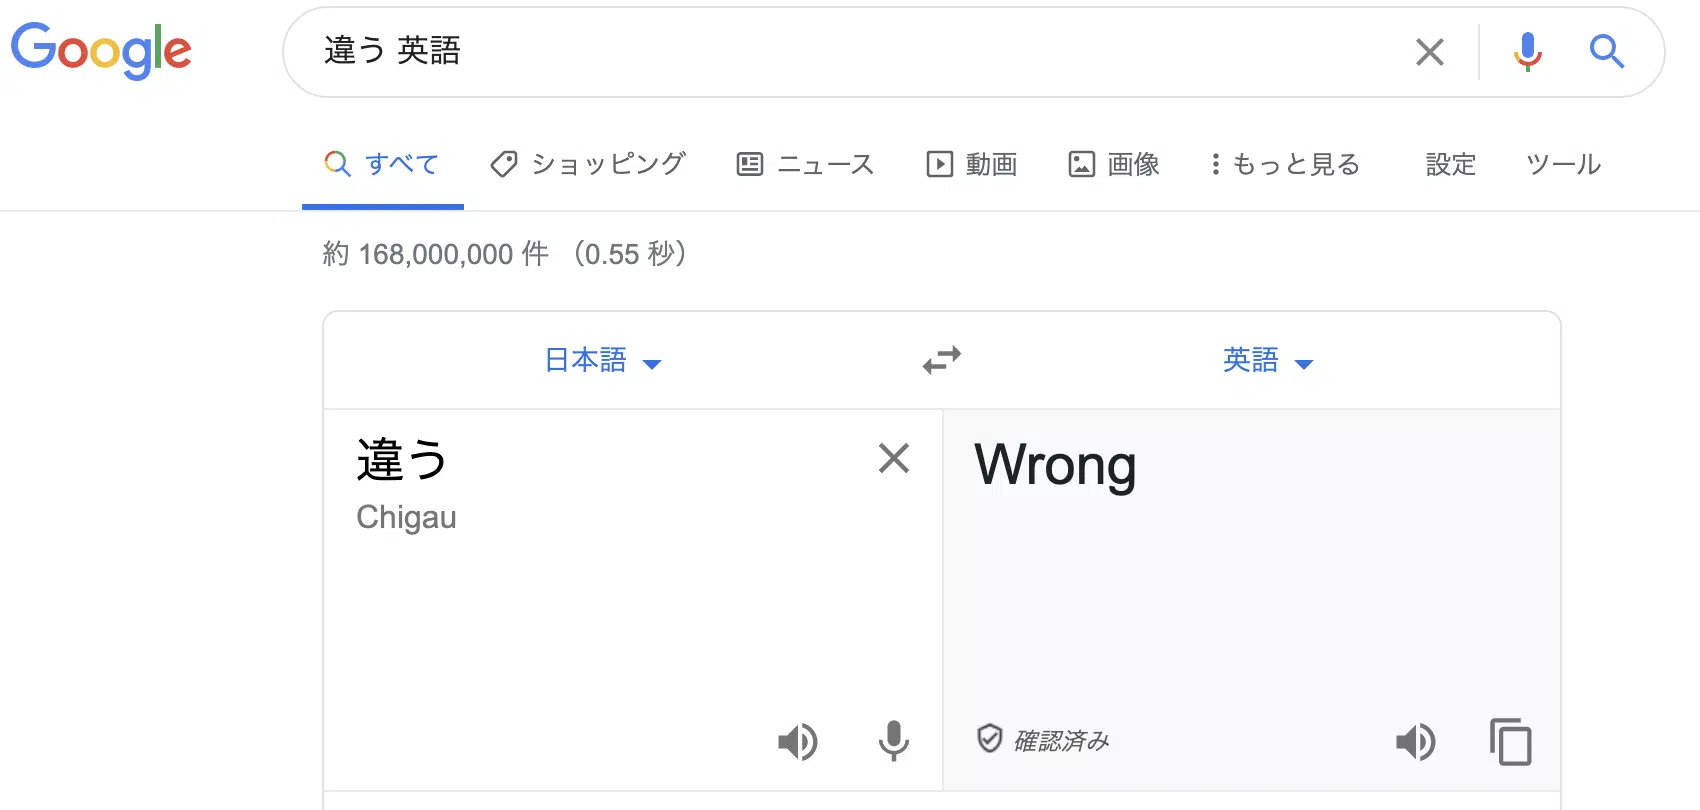 Google
違う 英語
すべて ショッピング ニュース 動画 画像 もっと見る 設定 ツール
約 168,000,000 件 （0.55 秒）
日本語 英語
違う Wrong
Chigau
確認済み